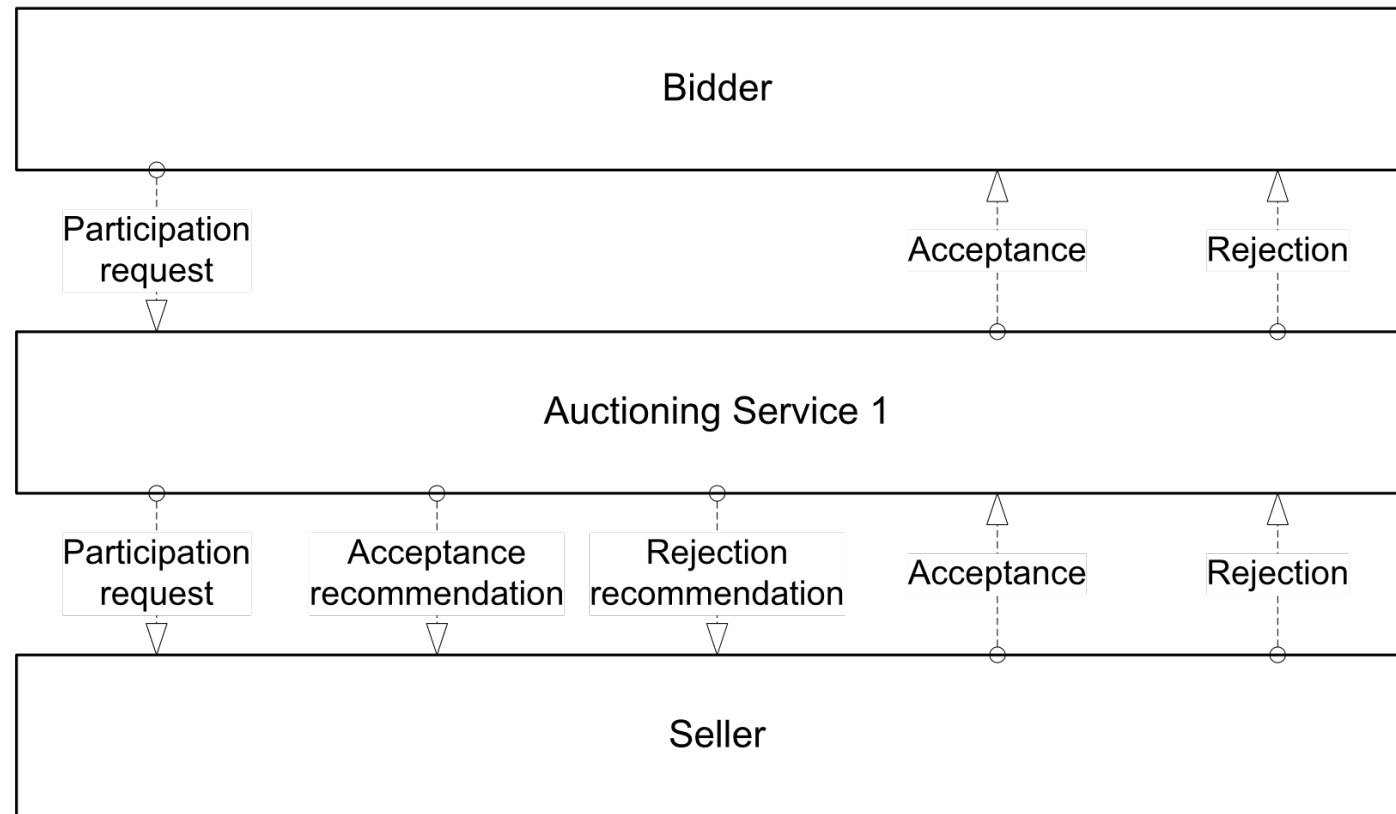 Bidder
Participation
request
Acceptance
Rejection
Auctioning Service 1
Participation
request
Acceptance
recommendation
Rejection
recommendation
Acceptance
Rejection
Seller